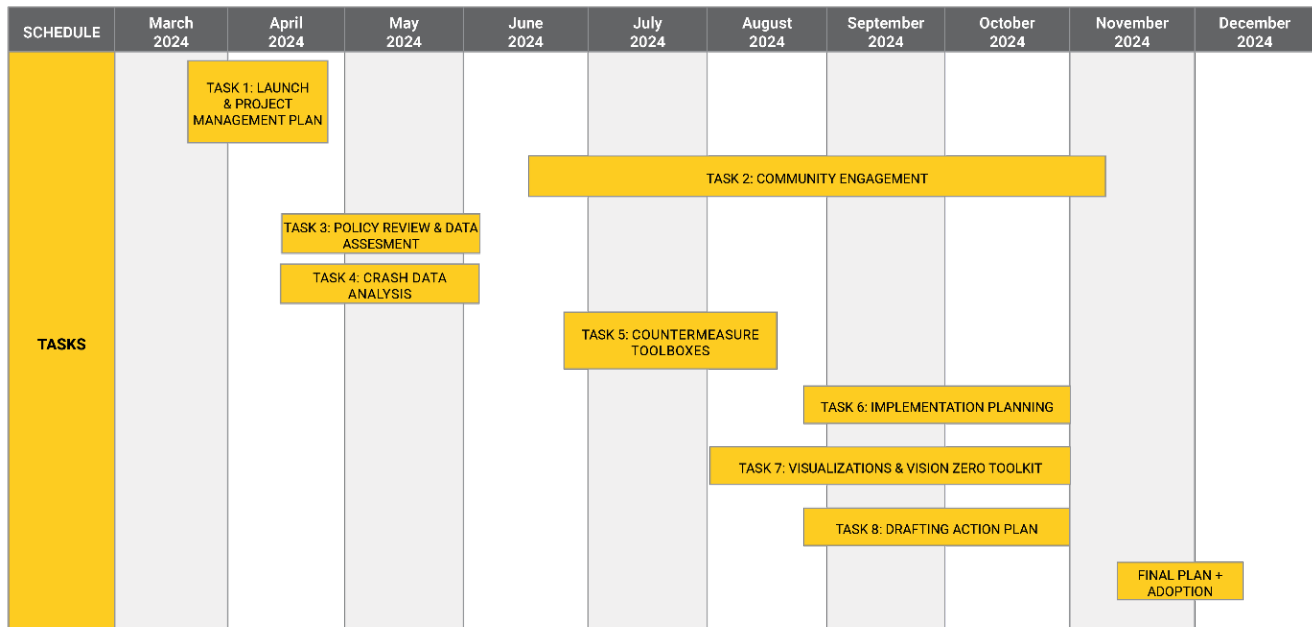 SCHEDULE
March
2024
April
2024
May
2024
June
2024
July
2024
August
2024
September
2024
October
2024
November
2024
December
2024
TASKS
TASK 1: LAUNCH
& PROJECT
MANAGEMENT PLAN
TASK 2: COMMUNITY ENGAGEMENT
TASK 3: POLICY REVIEW & DATA
ASSESMENT
TASK 4: CRASH DATA
ANALYSIS
TASK 5: COUNTERMEASURE
TOOLBOXES
TASK 6: IMPLEMENTATION PLANNING
TASK 7: VISUALIZATIONS & VISION ZERO TOOLKIT
TASK 8: DRAFTING ACTION PLAN
FINAL PLAN +
ADOPTION